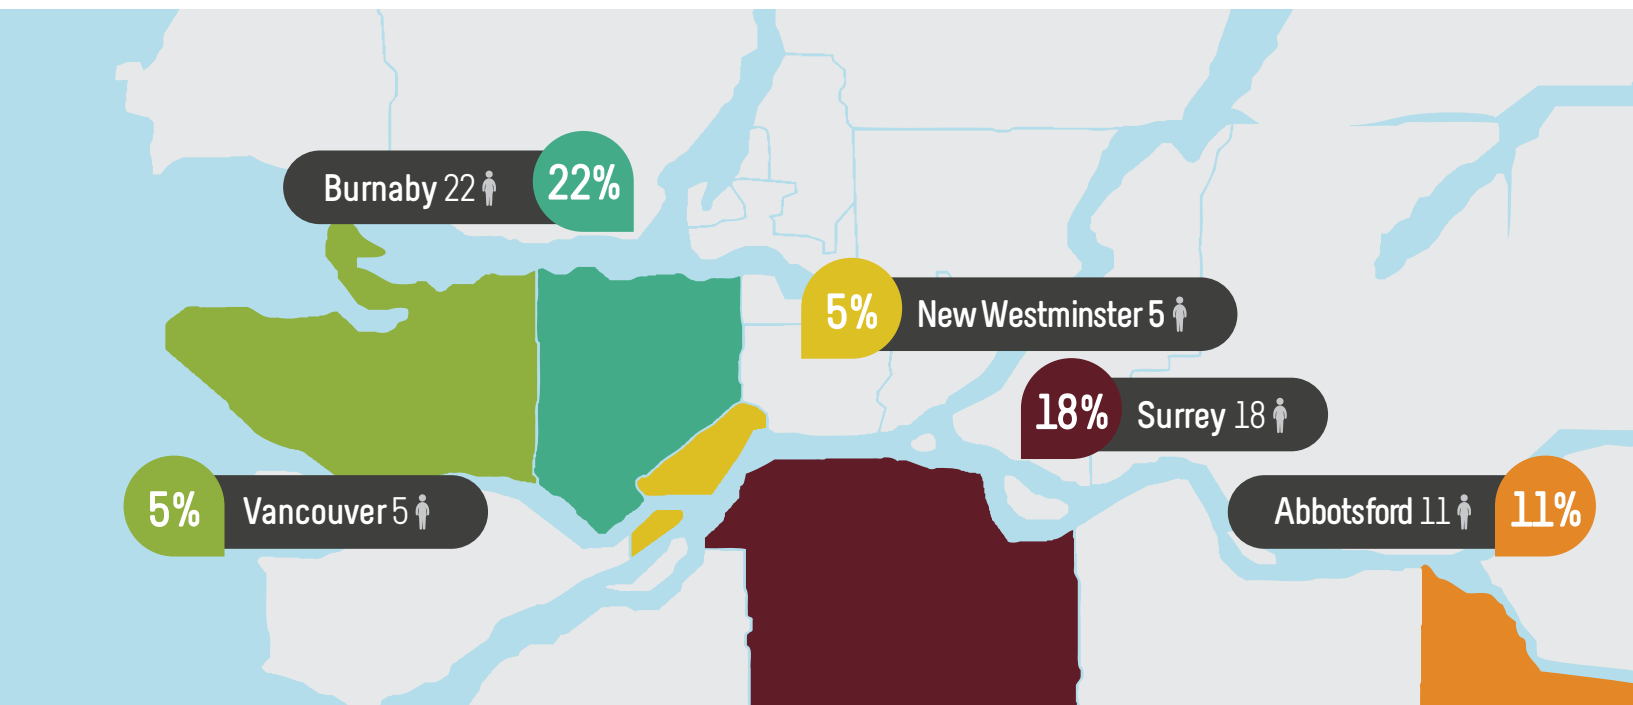 Burnaby 22 22%
5% New Westminster 5
18% Surrey 18
5% Vancouver 5
Abbotsford 11 11%